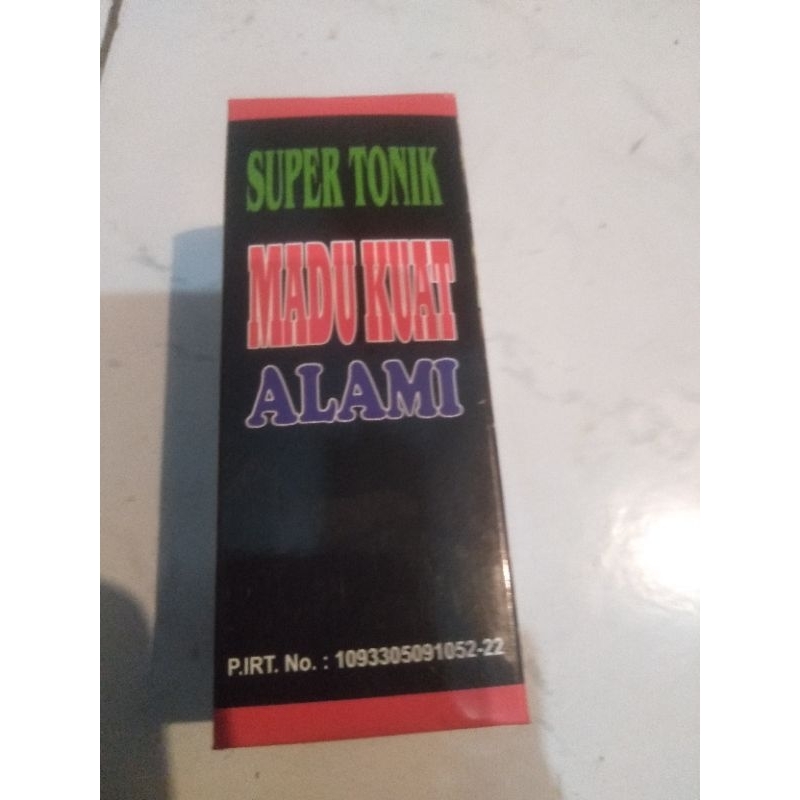 SUPER TONIK
MADU KUAT
ALAMI
P.IRT. No. : 1093305091052-22